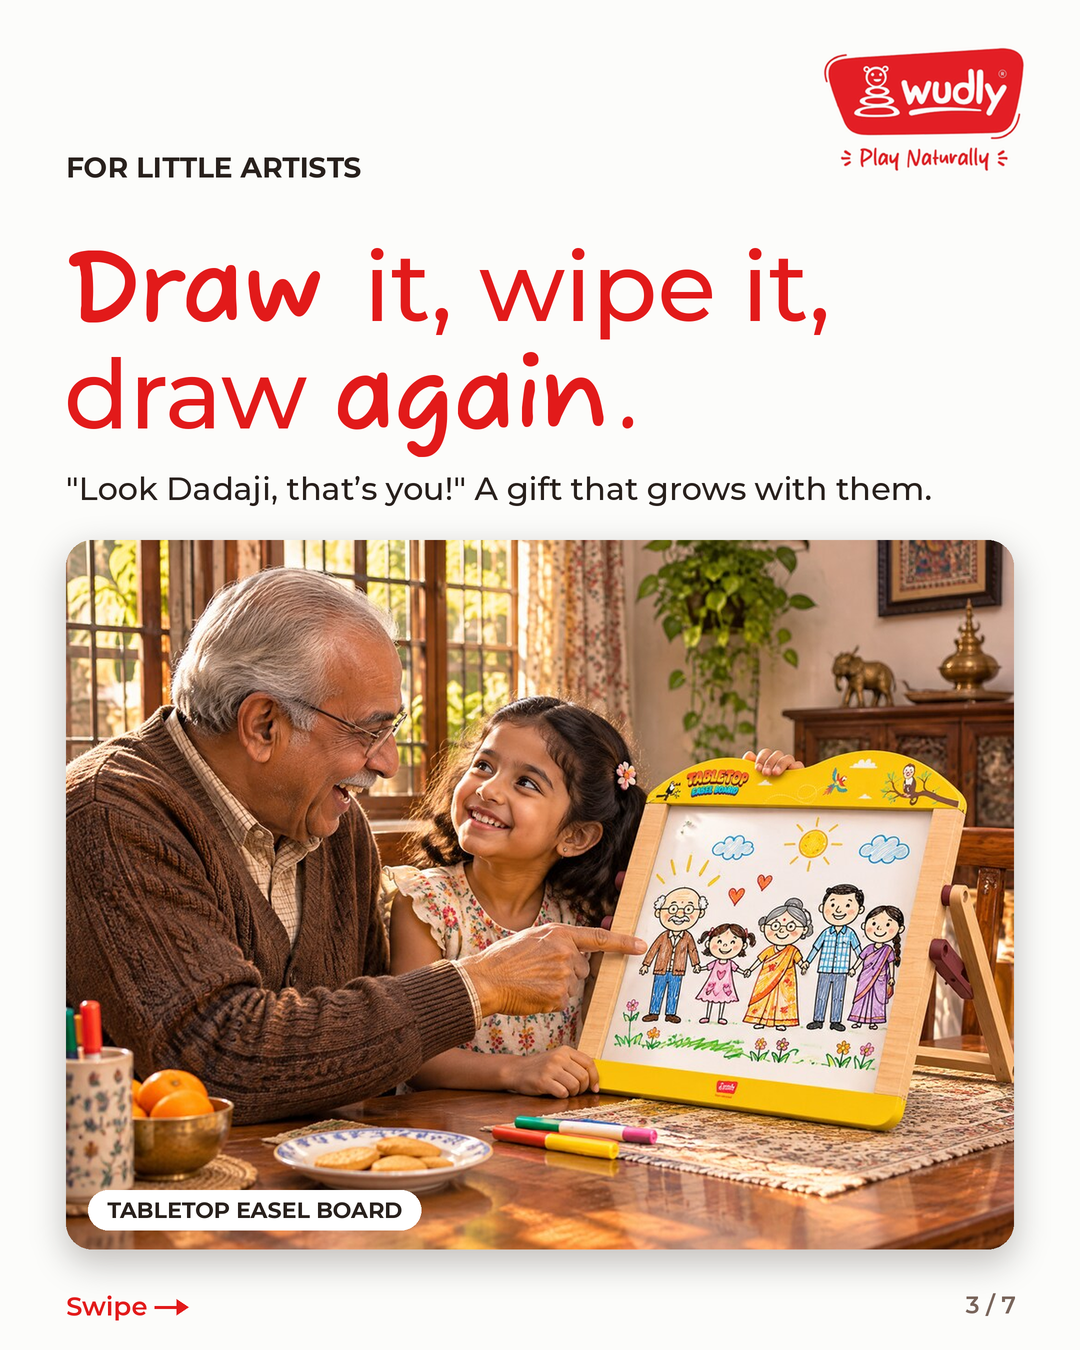 wudly
Play Naturally
FOR LITTLE ARTISTS
Draw it, wipe it,
draw again.
"Look Dadaji, that’s you!" A gift that grows with them.
TABLETOP
EASEL BOARD
TABLETOP EASEL BOARD
Swipe
3 / 7